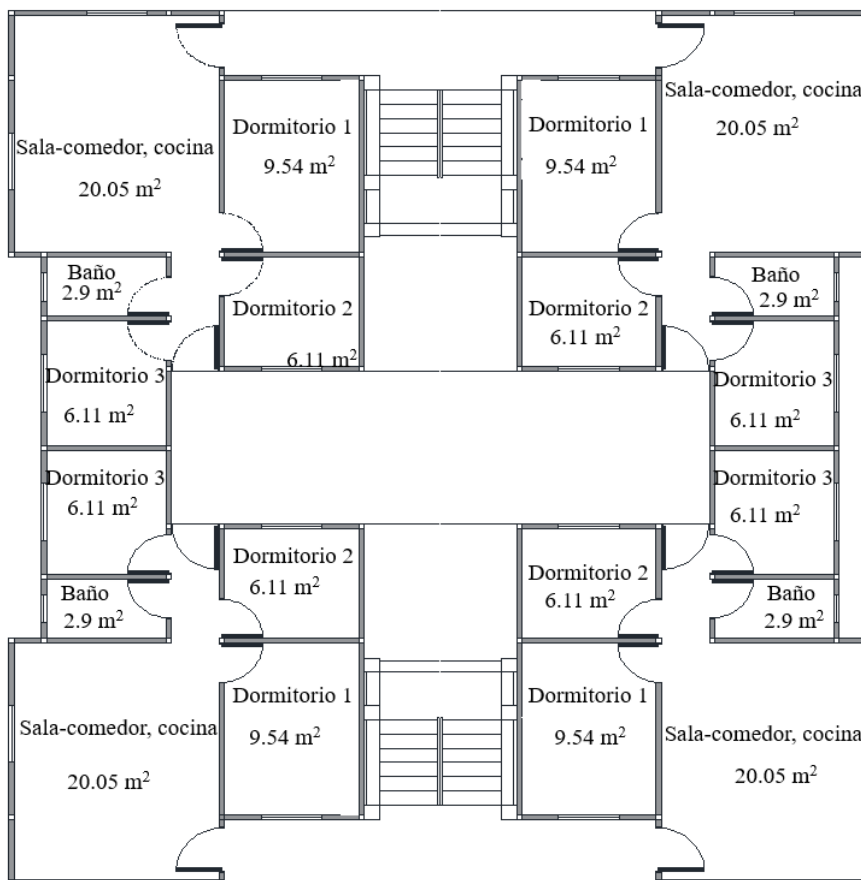 Sala-comedor, cocina
20.05 m²
Dormitorio 1
9.54 m²
Dormitorio 1
9.54 m²
Sala-comedor, cocina
20.05 m²
Baño
2.9 m²
Dormitorio 2
6.11 m²
Dormitorio 2
6.11 m²
Baño
2.9 m²
Dormitorio 3
6.11 m²
Dormitorio 3
6.11 m²
Dormitorio 3
6.11 m²
Dormitorio 3
6.11 m²
Baño
2.9 m²
Dormitorio 2
6.11 m²
Dormitorio 2
6.11 m²
Baño
2.9 m²
Sala-comedor, cocina
20.05 m²
Dormitorio 1
9.54 m²
Dormitorio 1
9.54 m²
Sala-comedor, cocina
20.05 m²